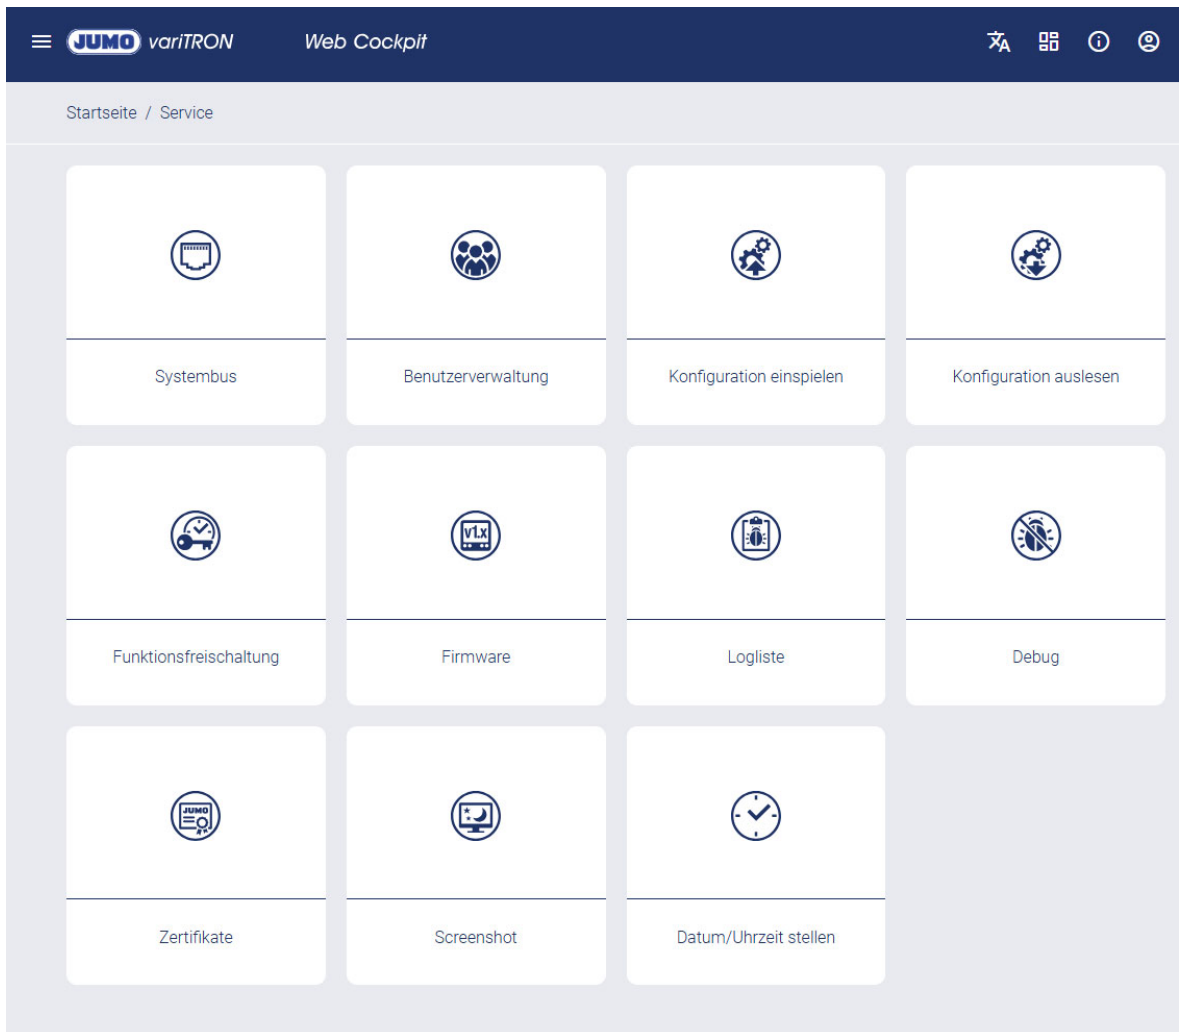 JUMO variTRON Web Cockpit
Startseite / Service
Systembus
Benutzerverwaltung
Konfiguration einspielen
Konfiguration auslesen
v1.x
Funktionsfreischaltung
Firmware
Logliste
Debug
JUMO
Zertifikate
Screenshot
Datum/Uhrzeit stellen